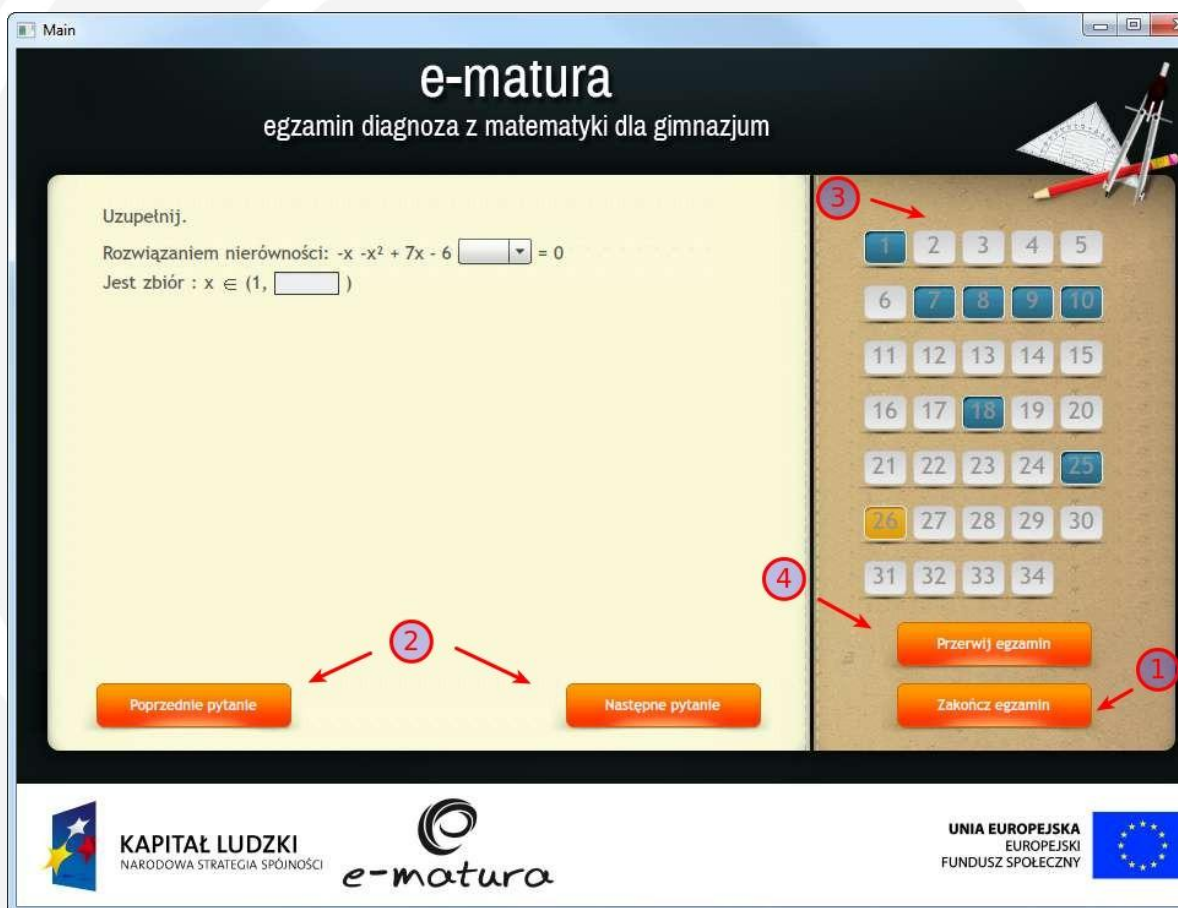 Main
e-matura
egzamin diagnoza z matematyki dla gimnazjum
Uzupełnij.
Rozwiązaniem nierówności: -x -x² + 7x - 6 = 0
Jest zbiór : x ∈ (1, )
Poprzednie pytanie
Następne pytanie
2
3
1 2 3 4 5
6 7 8 9 10
11 12 13 14 15
16 17 18 19 20
21 22 23 24 25
26 27 28 29 30
31 32 33 34
4
Przerwij egzamin
1
Zakończ egzamin
KAPITAŁ LUDZKI
NARODOWA STRATEGIA SPÓJNOŚCI
e-matura
UNIA EUROPEJSKA
EUROPEJSKI
FUNDUSZ SPOŁECZNY